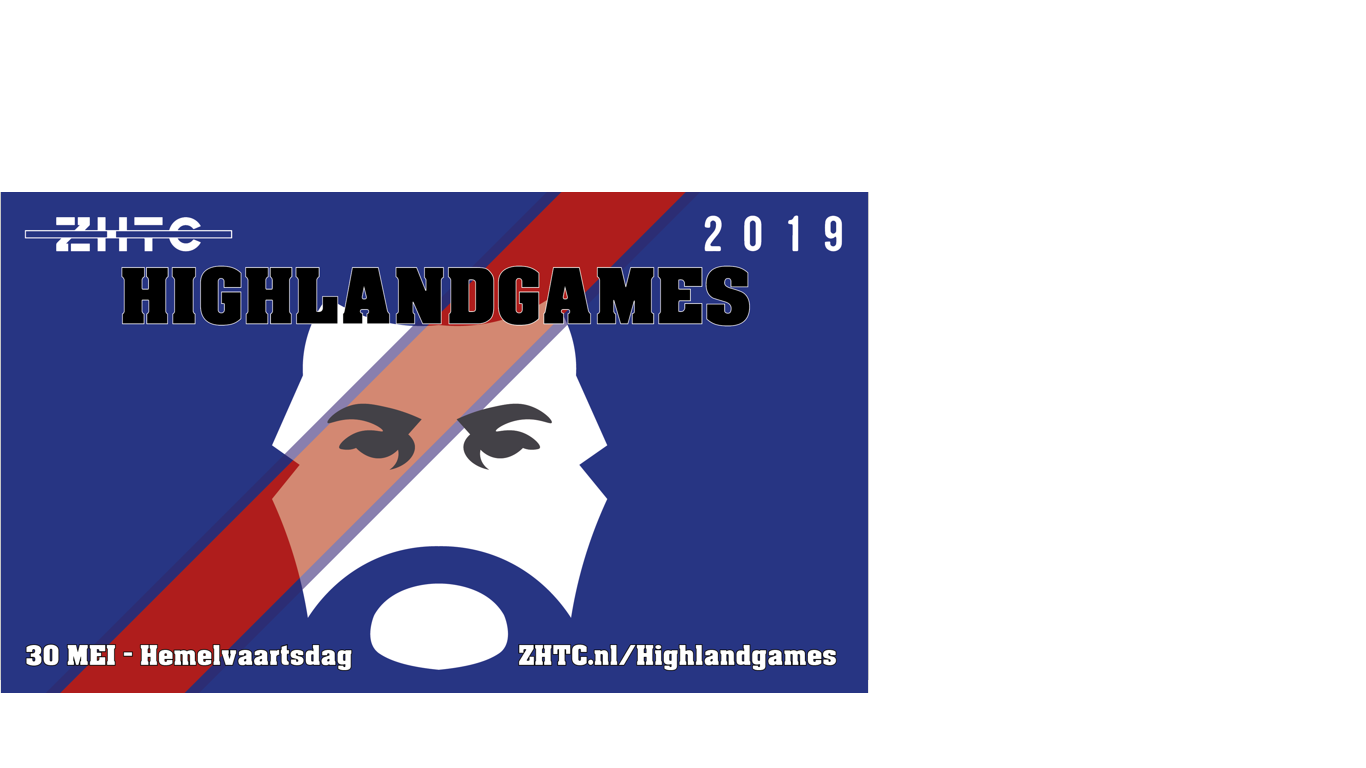 ZHTC
2019
HIGHLANDGAMES
30 MEI - Hemelvaartsdag
ZHTC.nl/Highlandgames